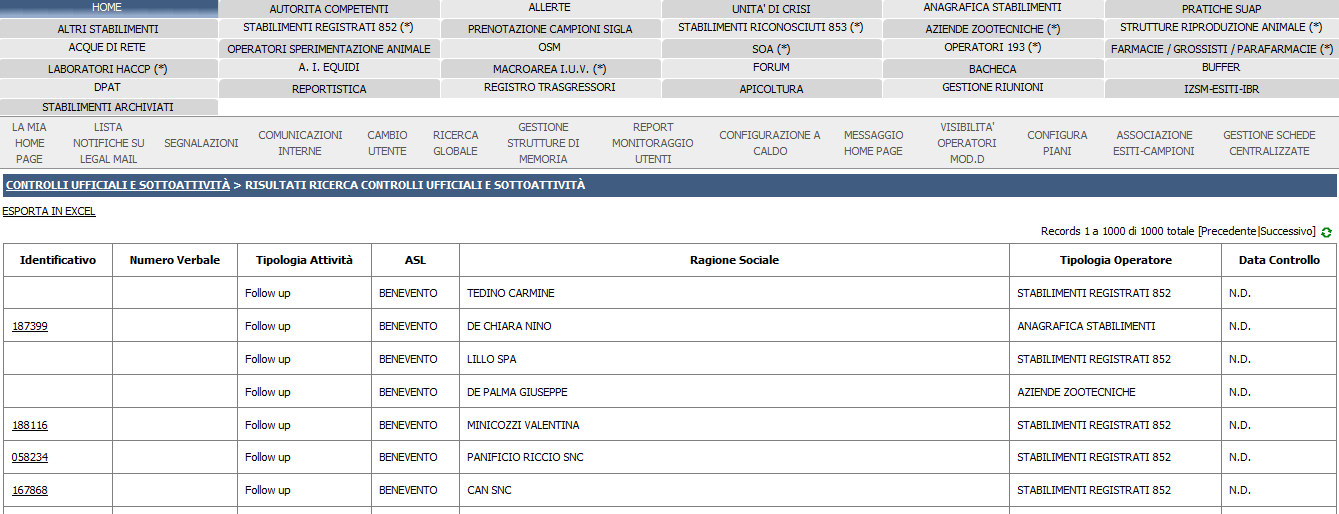 HOME AUTORITA COMPETENTI ALLERTE UNITA' DI CRISI ANAGRAFICA STABILIMENTI PRATICHE SUAP
ALTRI STABILIMENTI STABILIMENTI REGISTRATI 852 (*) PRENOTAZIONE CAMPIONI SIGLA STABILIMENTI RICONOSCIUTI 853 (*) AZIENDE ZOOTECNICHE (*) STRUTTURE RIPRODUZIONE ANIMALE (*)
ACQUE DI RETE OPERATORI SPERIMENTAZIONE ANIMALE OSM SOA (*) OPERATORI 193 (*) FARMACIE / GROSSISTI / PARAFARMACIE (*)
LABORATORI HACCP (*) A. I. EQUIDI MACROAREA I.U.V. (*) FORUM BACHECA BUFFER
DPAT REPORTISTICA REGISTRO TRASGRESSORI APICOLTURA GESTIONE RIUNIONI IZSM-ESITI-IBR
STABILIMENTI ARCHIVIATI
LA MIA
HOME
PAGE
LISTA
NOTIFICHE SU
LEGAL MAIL
SEGNALAZIONI
COMUNICAZIONI
INTERNE
CAMBIO
UTENTE
RICERCA
GLOBALE
GESTIONE
STRUTTURE DI
MEMORIA
REPORT
MONITORAGGIO
UTENTI
CONFIGURAZIONE A
CALDO
MESSAGGIO
HOME PAGE
VISIBILITA'
OPERATORI
MOD.D
CONFIGURA
PIANI
ASSOCIAZIONE
ESITI-CAMPIONI
GESTIONE SCHEDE
CENTRALIZZATE
CONTROLLI UFFICIALI E SOTTOATTIVITÀ > RISULTATI RICERCA CONTROLLI UFFICIALI E SOTTOATTIVITÀ
ESPORTA IN EXCEL
Records 1 a 1000 di 1000 totale [Precedente|Successivo]
Identificativo Numero Verbale Tipologia Attività ASL Ragione Sociale Tipologia Operatore Data Controllo
Follow up BENEVENTO TEDINO CARMINE STABILIMENTI REGISTRATI 852 N.D.
187399 Follow up BENEVENTO DE CHIARA NINO ANAGRAFICA STABILIMENTI N.D.
Follow up BENEVENTO LILLO SPA STABILIMENTI REGISTRATI 852 N.D.
Follow up BENEVENTO DE PALMA GIUSEPPE AZIENDE ZOOTECNICHE N.D.
188116 Follow up BENEVENTO MINICOZZI VALENTINA STABILIMENTI REGISTRATI 852 N.D.
058234 Follow up BENEVENTO PANIFICIO RICCIO SNC STABILIMENTI REGISTRATI 852 N.D.
167868 Follow up BENEVENTO CAN SNC STABILIMENTI REGISTRATI 852 N.D.